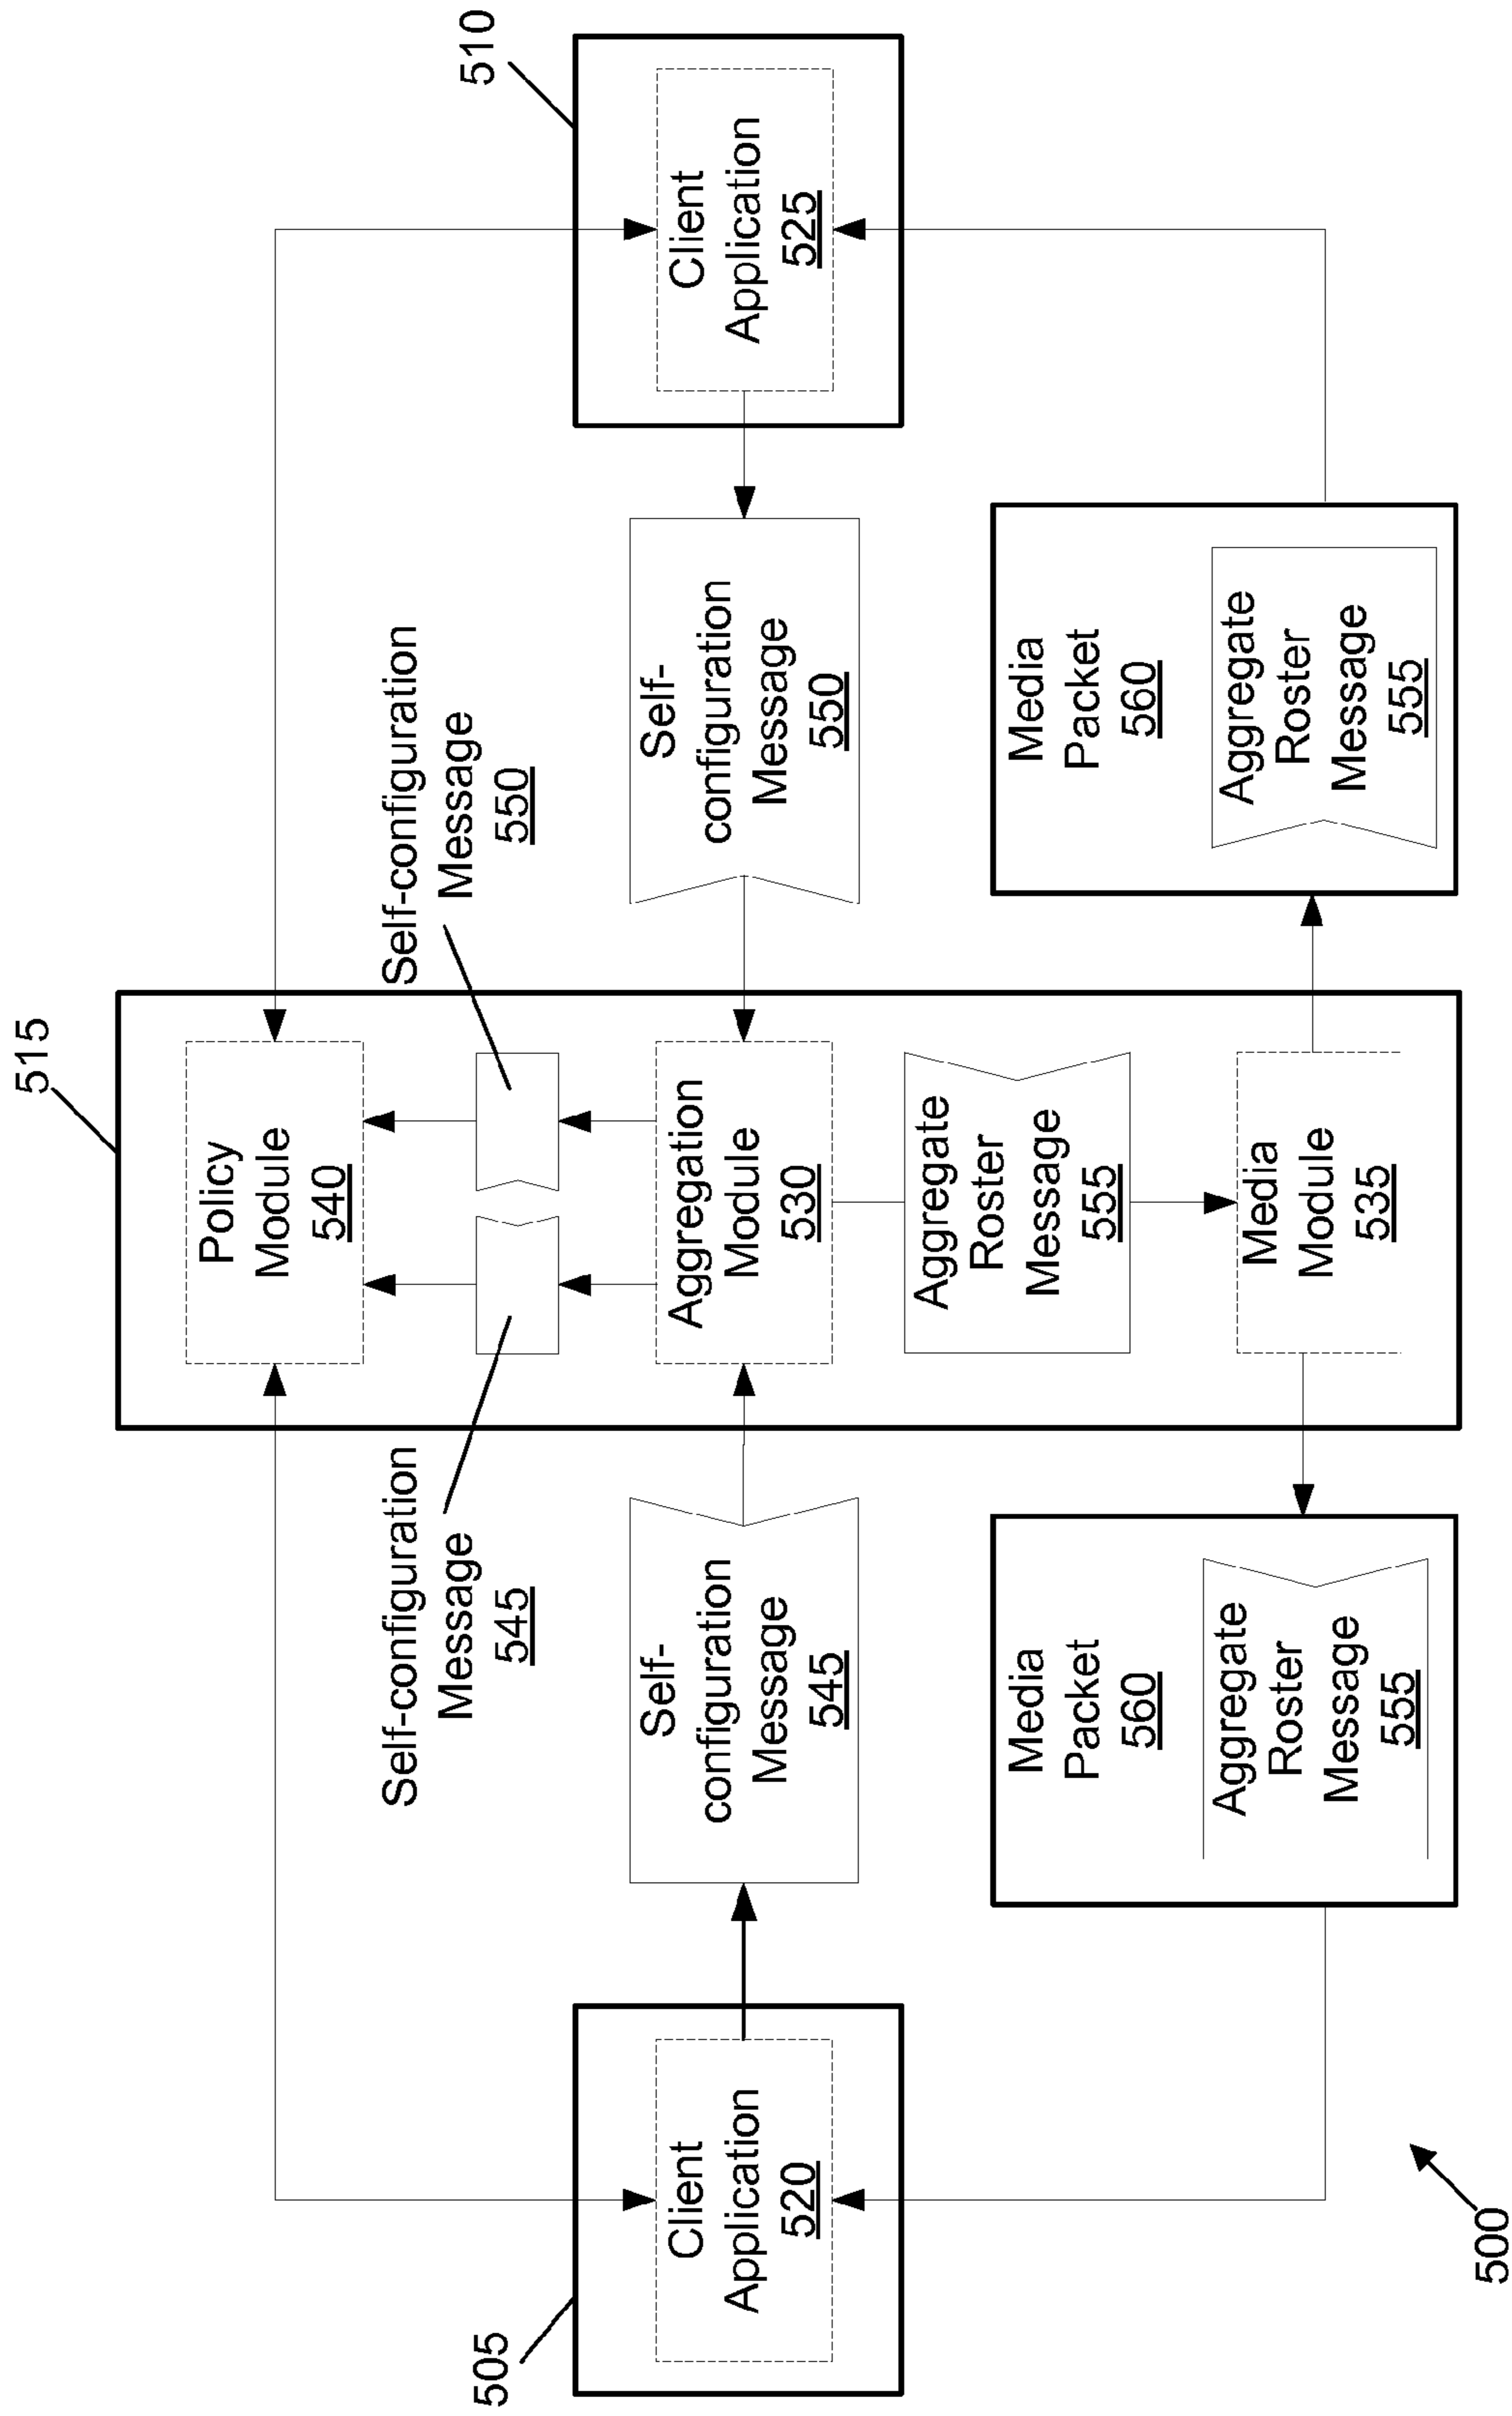 515
Policy
Module
540
Self-configuration
Message
545
Self-configuration
Message
550
505
510
Client
Application
520
Self-
configuration
Message
545
Aggregation
Module
530
Self-
configuration
Message
550
Client
Application
525
Aggregate
Roster
Message
555
Media
Packet
560
Aggregate
Roster
Message
555
Media
Module
535
Media
Packet
560
Aggregate
Roster
Message
555
500